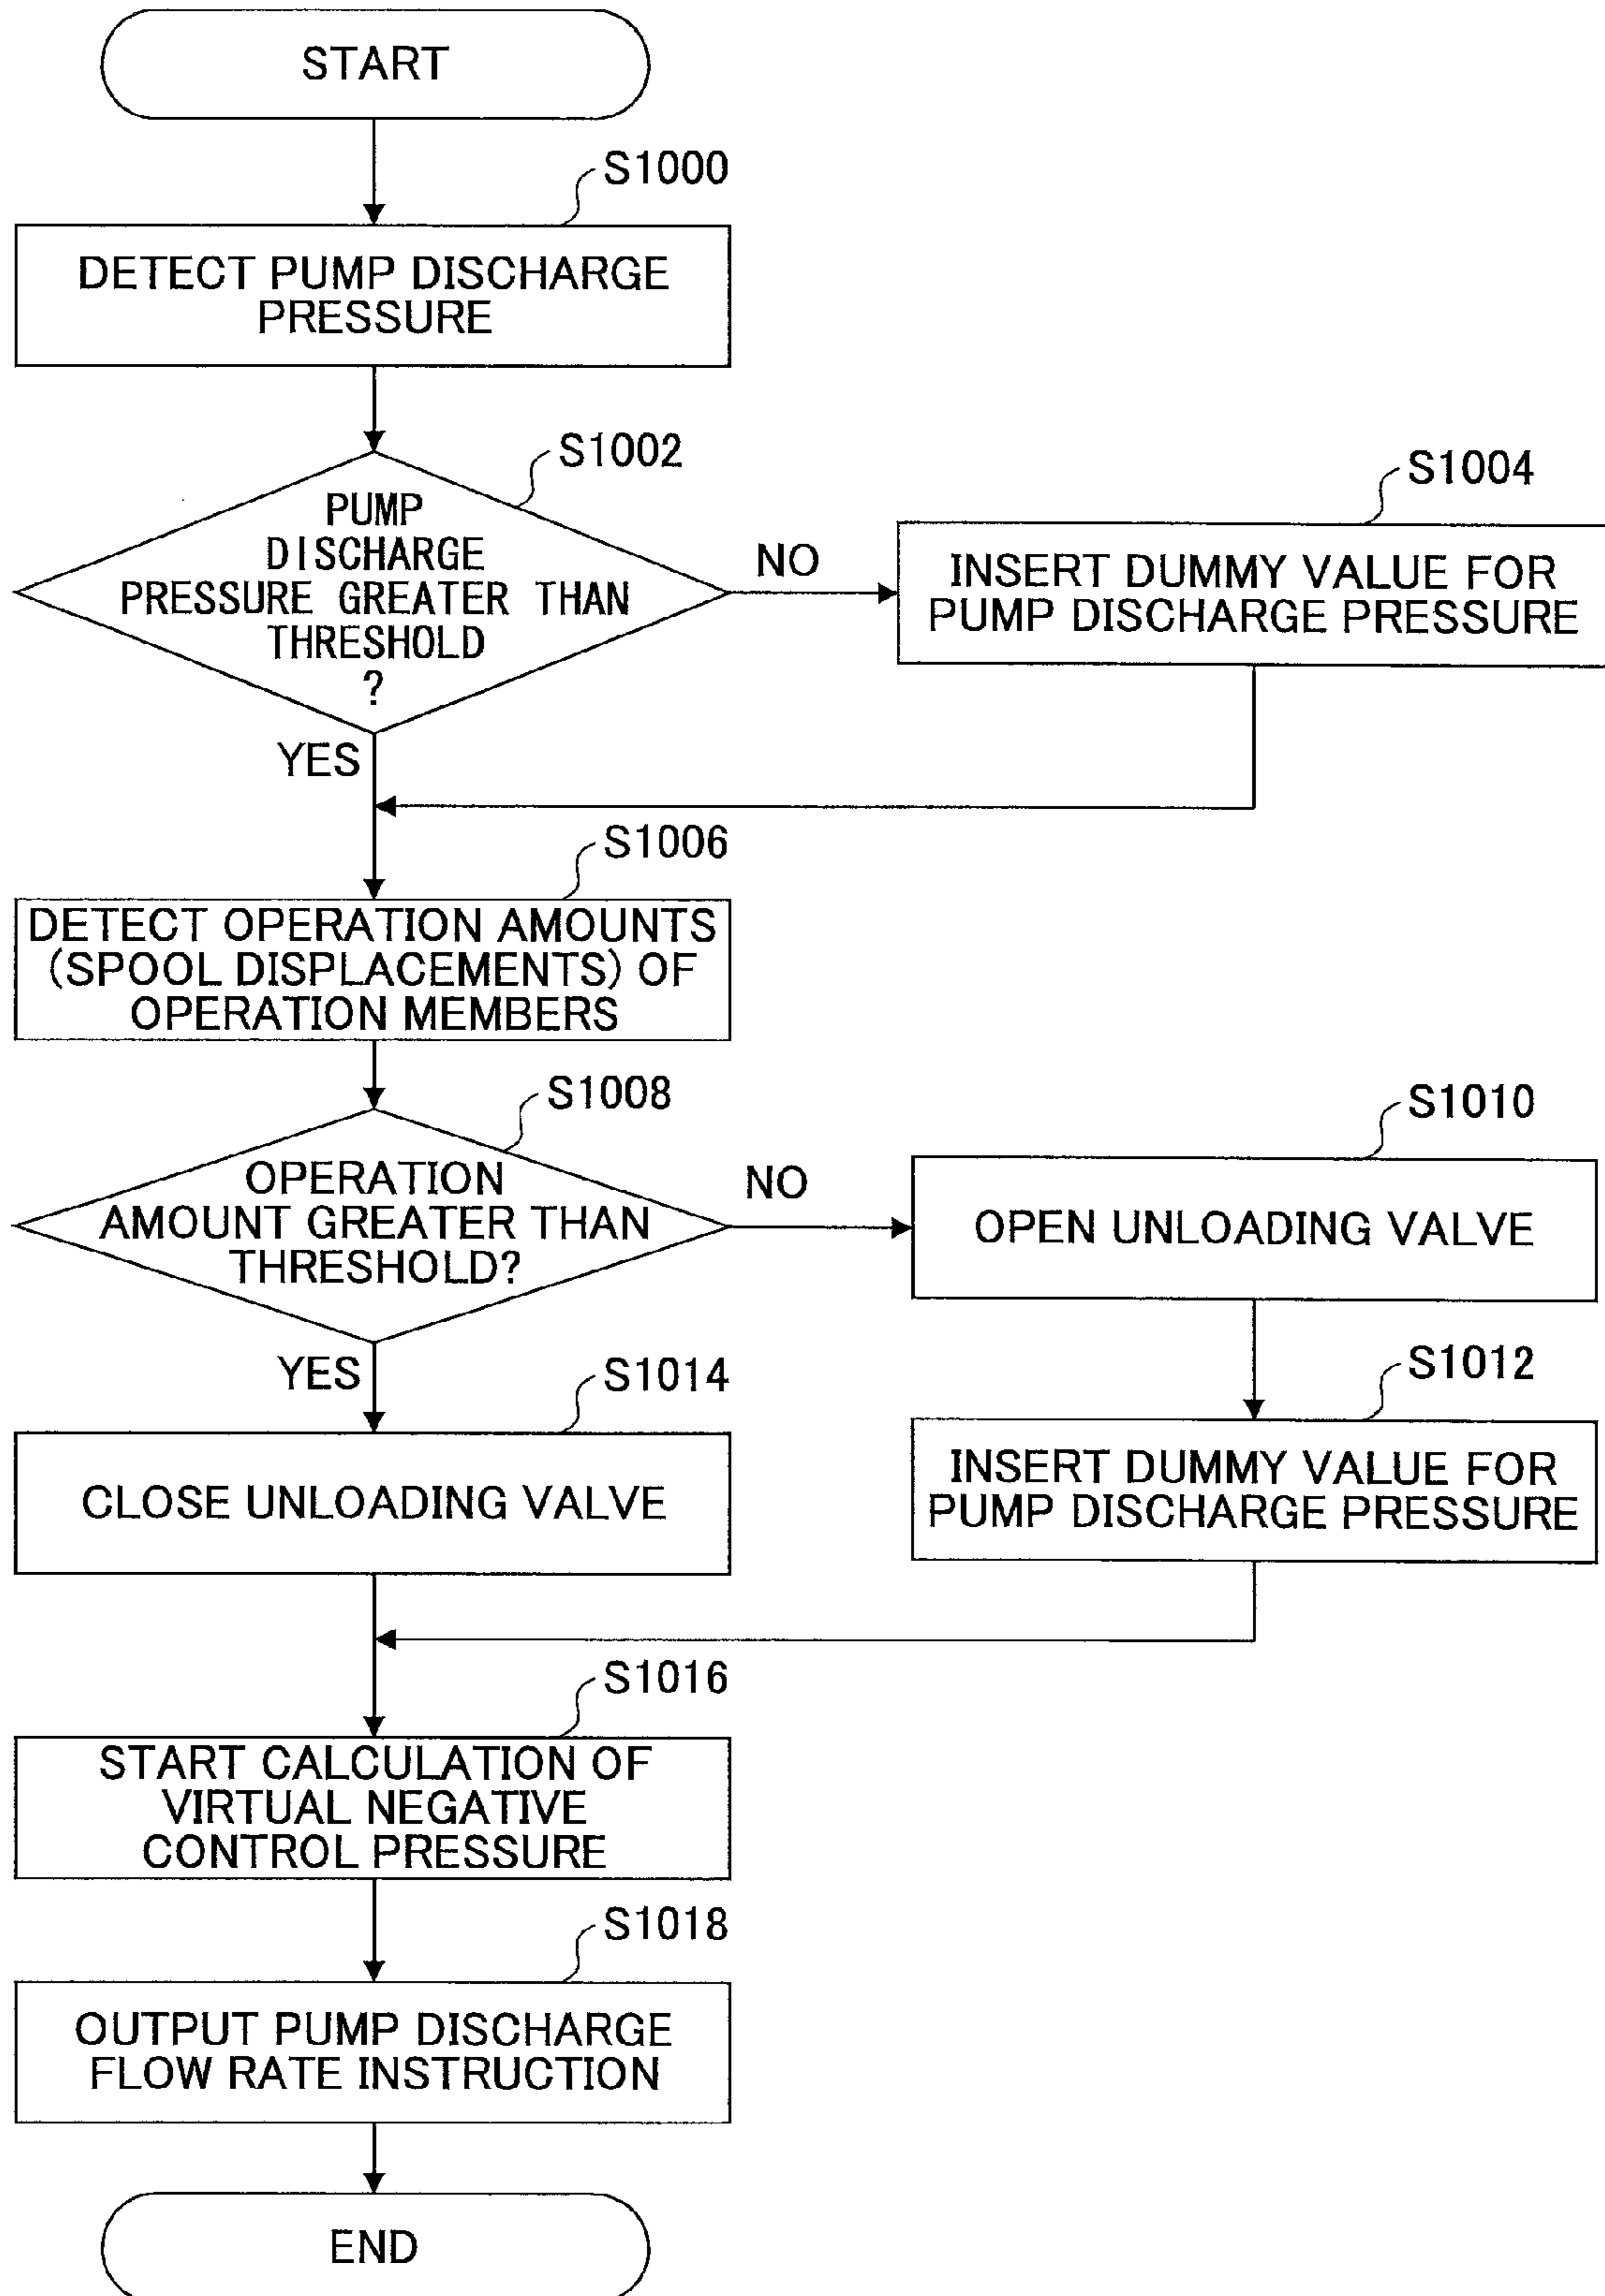 START
S1000
DETECT PUMP DISCHARGE
PRESSURE
S1002
PUMP
DISCHARGE
PRESSURE GREATER THAN
THRESHOLD
?
NO
S1004
INSERT DUMMY VALUE FOR
PUMP DISCHARGE PRESSURE
YES
S1006
DETECT OPERATION AMOUNTS
(SPOOL DISPLACEMENTS) OF
OPERATION MEMBERS
S1008
OPERATION
AMOUNT GREATER THAN
THRESHOLD?
NO
S1010
OPEN UNLOADING VALVE
S1012
INSERT DUMMY VALUE FOR
PUMP DISCHARGE PRESSURE
YES
S1014
CLOSE UNLOADING VALVE
S1016
START CALCULATION OF
VIRTUAL NEGATIVE
CONTROL PRESSURE
S1018
OUTPUT PUMP DISCHARGE
FLOW RATE INSTRUCTION
END